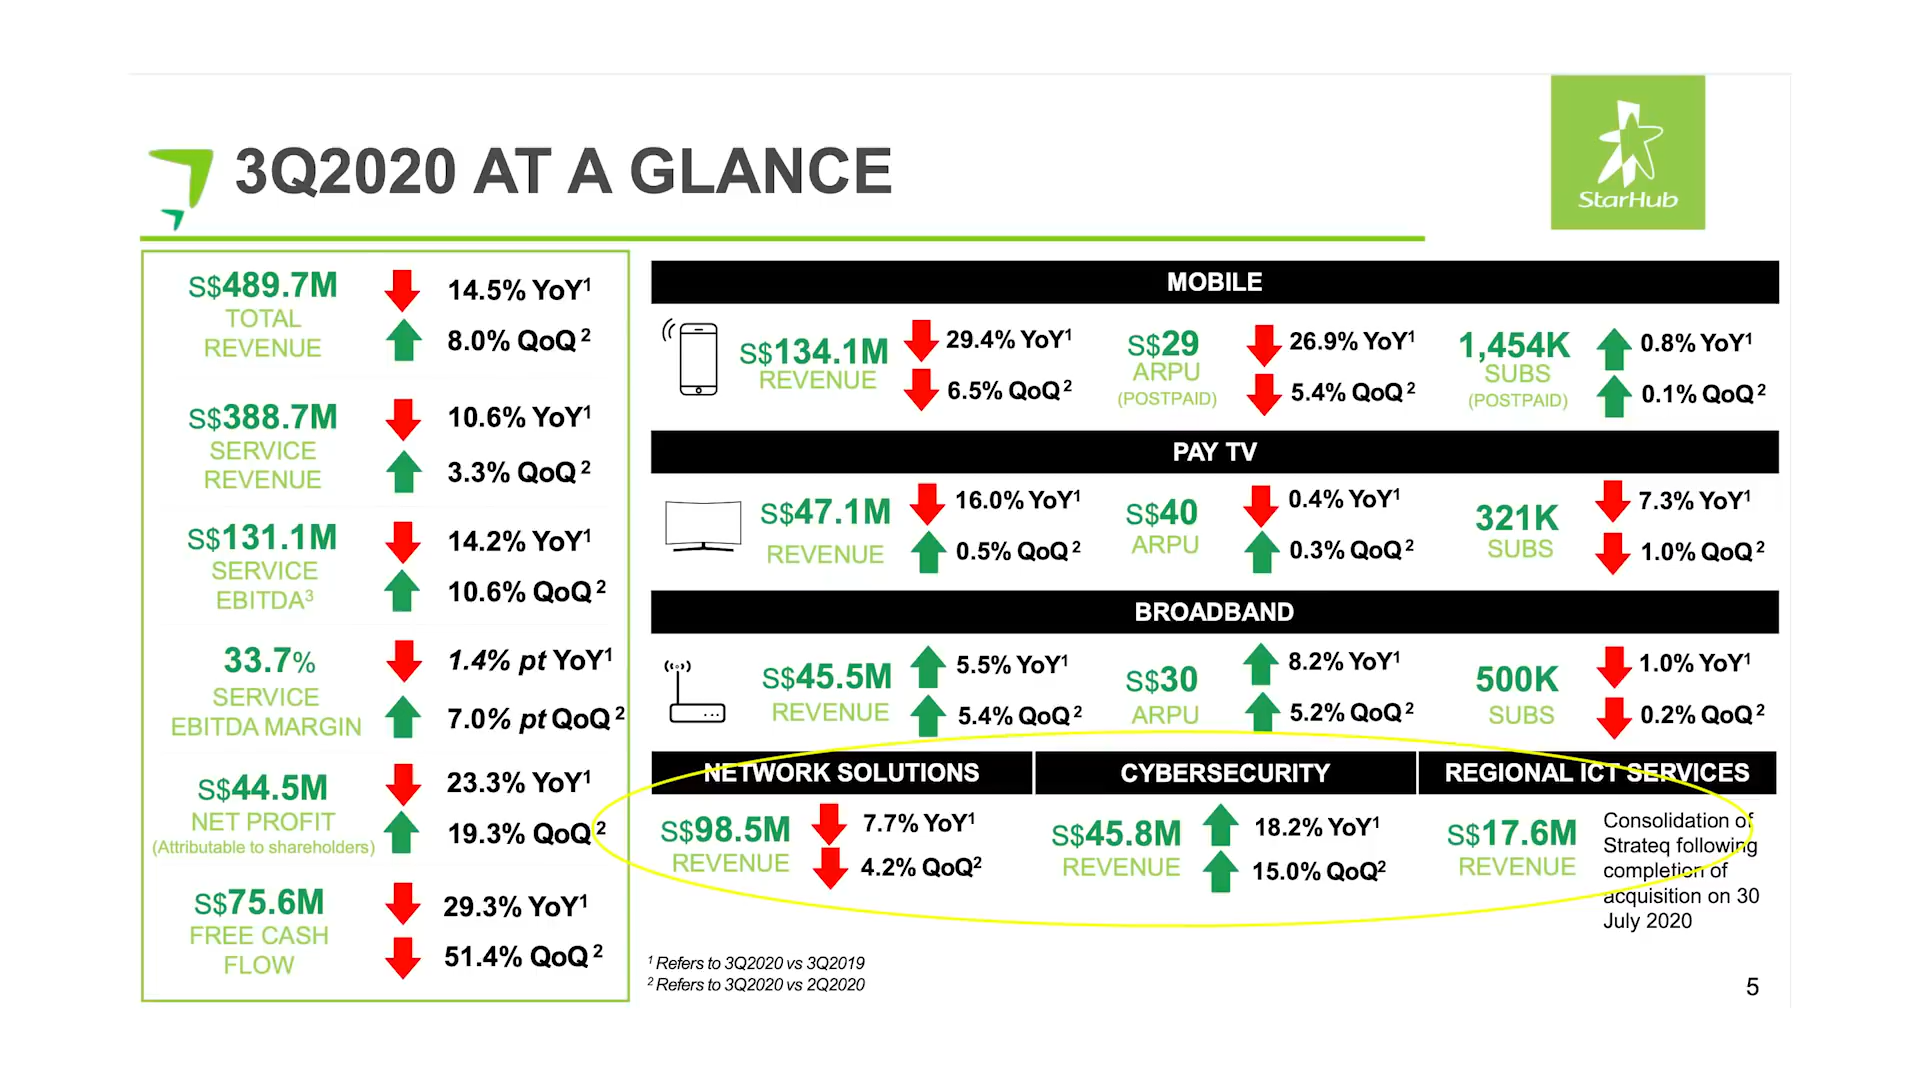 3Q2020 AT A GLANCE
StarHub
S$489.7M
TOTAL
REVENUE
14.5% YoY¹
8.0% QoQ²
S$388.7M
SERVICE
REVENUE
10.6% YoY¹
3.3% QoQ²
S$131.1M
SERVICE
EBITDA³
14.2% YoY¹
10.6% QoQ²
33.7%
SERVICE
EBITDA MARGIN
1.4% pt YoY¹
7.0% pt QoQ²
S$44.5M
NET PROFIT
(Attributable to shareholders)
23.3% YoY¹
19.3% QoQ²
S$75.6M
FREE CASH
FLOW
29.3% YoY¹
51.4% QoQ²
MOBILE
S$134.1M
REVENUE
29.4% YoY¹
6.5% QoQ²
S$29
ARPU
(POSTPAID)
26.9% YoY¹
5.4% QoQ²
1,454K
SUBS
(POSTPAID)
0.8% YoY¹
0.1% QoQ²
PAY TV
S$47.1M
REVENUE
16.0% YoY¹
0.5% QoQ²
S$40
ARPU
0.4% YoY¹
0.3% QoQ²
321K
SUBS
7.3% YoY¹
1.0% QoQ²
BROADBAND
S$45.5M
REVENUE
5.5% YoY¹
5.4% QoQ²
S$30
ARPU
8.2% YoY¹
5.2% QoQ²
500K
SUBS
1.0% YoY¹
0.2% QoQ²
NETWORK SOLUTIONS
S$98.5M
REVENUE
7.7% YoY¹
4.2% QoQ²
CYBERSECURITY
S$45.8M
REVENUE
18.2% YoY¹
15.0% QoQ²
REGIONAL ICT SERVICES
S$17.6M
REVENUE
Consolidation of
Strateq following
completion of
acquisition on 30
July 2020
¹ Refers to 3Q2020 vs 3Q2019
² Refers to 3Q2020 vs 2Q2020
5